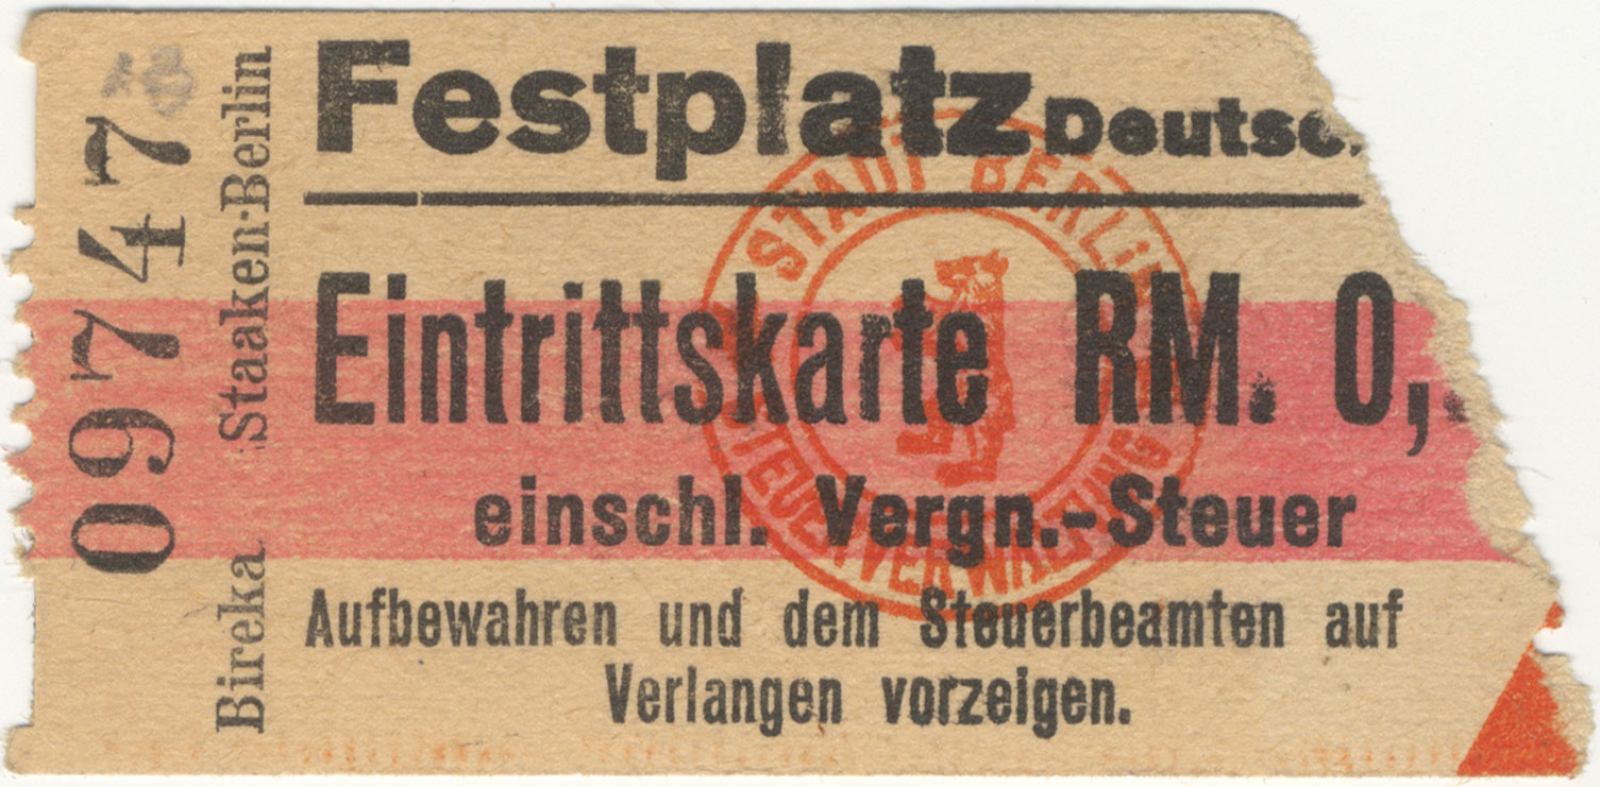 Festplatz Deutsc
Eintrittskarte RM. 0,
einschl. Vergn.-Steuer
Aufbewahren und dem Steuerbeamten auf
Verlangen vorzeigen.
09747
Bireka Staaken-Berlin
STADT BERLIN
STEUERVERWALTUNG